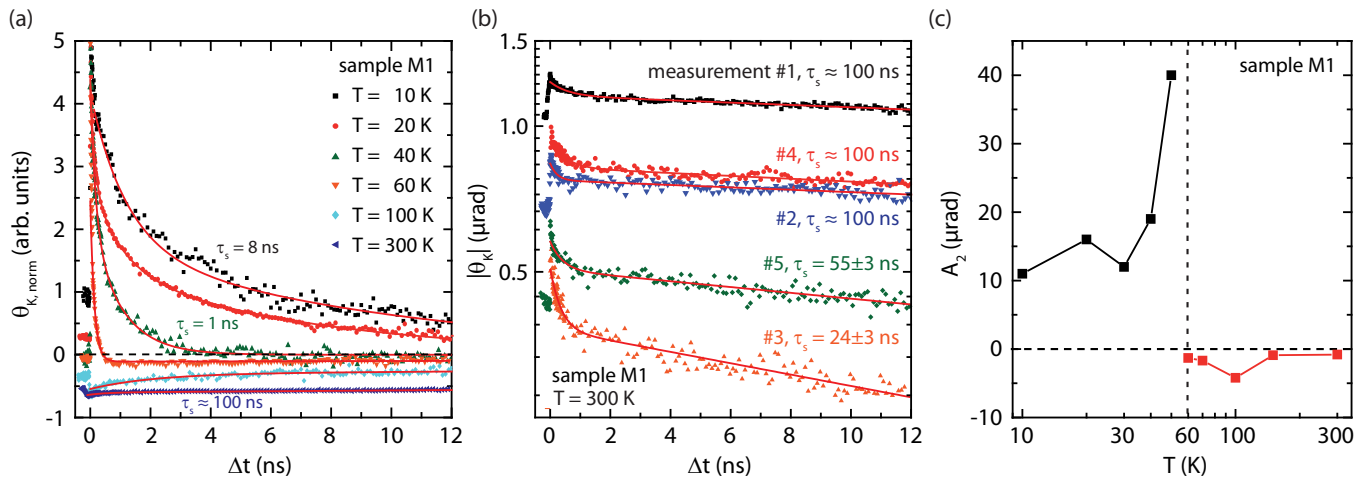 (a)
5
4
3
2
1
0
-1
θK, norm (arb. units)
sample M1
T = 10 K
T = 20 K
T = 40 K
T = 60 K
T = 100 K
T = 300 K
τs = 8 ns
τs = 1 ns
τs ≈ 100 ns
0 2 4 6 8 10 12
Δt (ns)
(b)
1.5
1.0
0.5
|θK| (μrad)
measurement #1, τs ≈ 100 ns
#4, τs ≈ 100 ns
#2, τs ≈ 100 ns
#5, τs = 55±3 ns
#3, τs = 24±3 ns
sample M1
T = 300 K
0 2 4 6 8 10 12
Δt (ns)
(c)
40
30
20
10
0
-10
A2 (μrad)
sample M1
10 30 60 100 300
T (K)